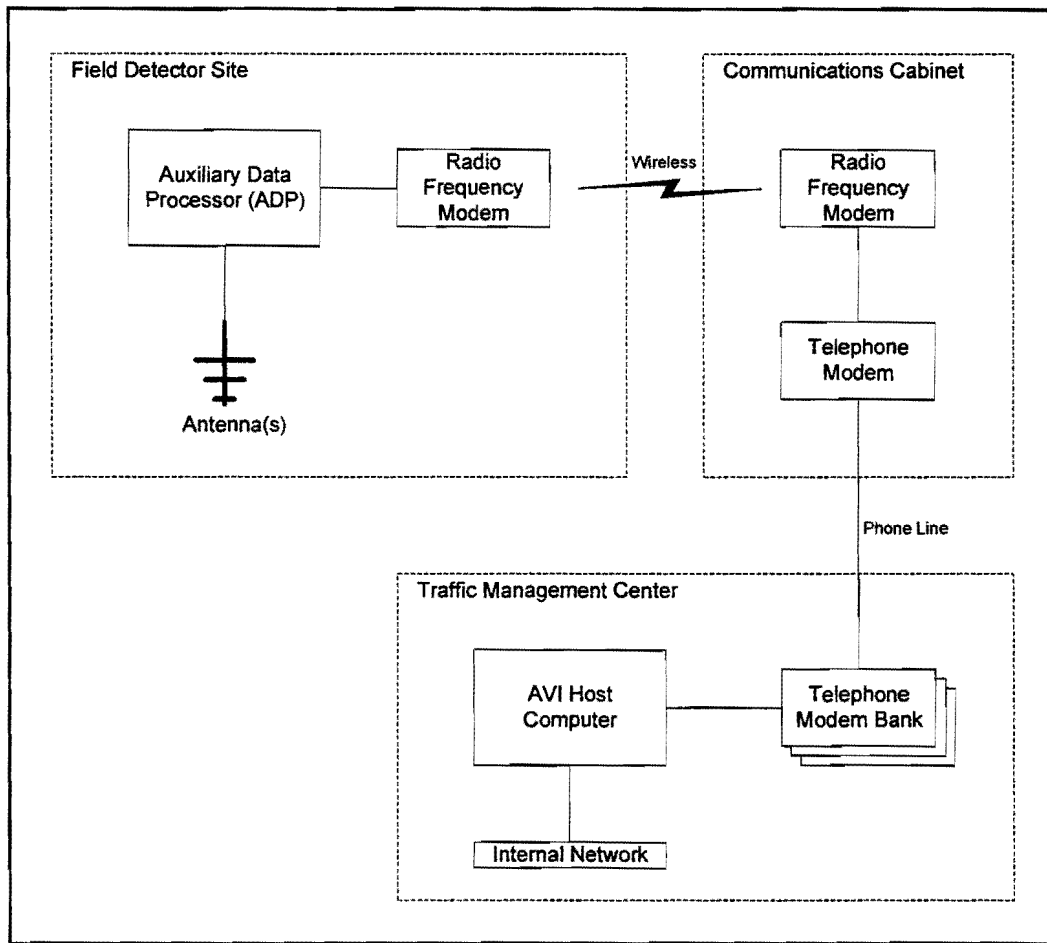 Field Detector Site
Auxiliary Data
Processor (ADP)
Radio
Frequency
Modem
Antenna(s)
Wireless
Communications Cabinet
Radio
Frequency
Modem
Telephone
Modem
Phone Line
Traffic Management Center
AVI Host
Computer
Telephone
Modem Bank
Internal Network